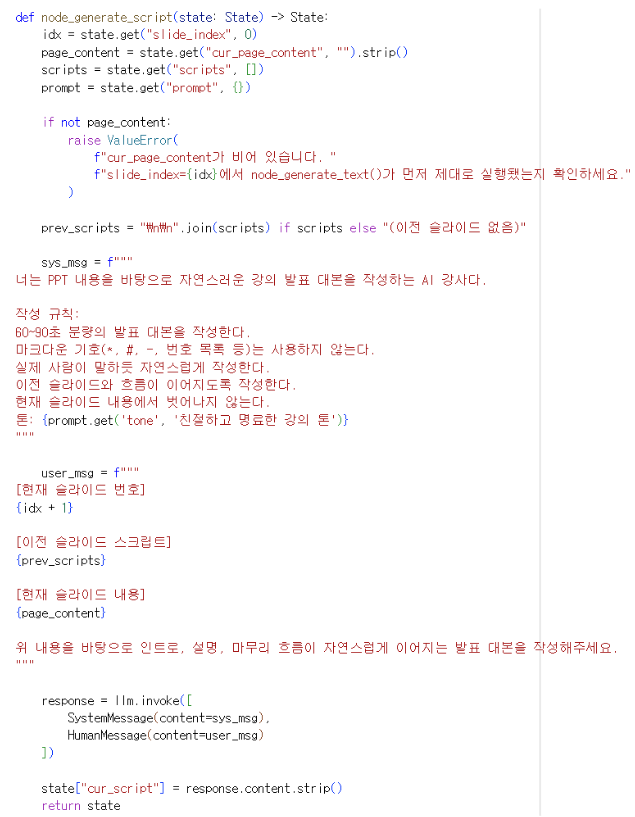 def node_generate_script(state: State) -> State:
    idx = state.get("slide_index", 0)
    page_content = state.get("cur_page_content", "").strip()
    scripts = state.get("scripts", [])
    prompt = state.get("prompt", {})

    if not page_content:
        raise ValueError(
            f"cur_page_content가 비어 있습니다. "
            f"slide_index={idx}에서 node_generate_text()가 먼저 제대로 실행됐는지 확인하세요."
        )

    prev_scripts = "₩n₩n".join(scripts) if scripts else "(이전 슬라이드 없음)"

    sys_msg = f"""
너는 PPT 내용을 바탕으로 자연스러운 강의 발표 대본을 작성하는 AI 강사다.

작성 규칙:
60~90초 분량의 발표 대본을 작성한다.
마크다운 기호(*, #, -, 번호 목록 등)는 사용하지 않는다.
실제 사람이 말하듯 자연스럽게 작성한다.
이전 슬라이드와 흐름이 이어지도록 작성한다.
현재 슬라이드 내용에서 벗어나지 않는다.
톤: {prompt.get('tone', '친절하고 명료한 강의 톤')}
"""

    user_msg = f"""
[현재 슬라이드 번호]
{idx + 1}

[이전 슬라이드 스크립트]
{prev_scripts}

[현재 슬라이드 내용]
{page_content}

위 내용을 바탕으로 인트로, 설명, 마무리 흐름이 자연스럽게 이어지는 발표 대본을 작성해주세요.
"""

    response = llm.invoke([
        SystemMessage(content=sys_msg),
        HumanMessage(content=user_msg)
    ])

    state["cur_script"] = response.content.strip()
    return state